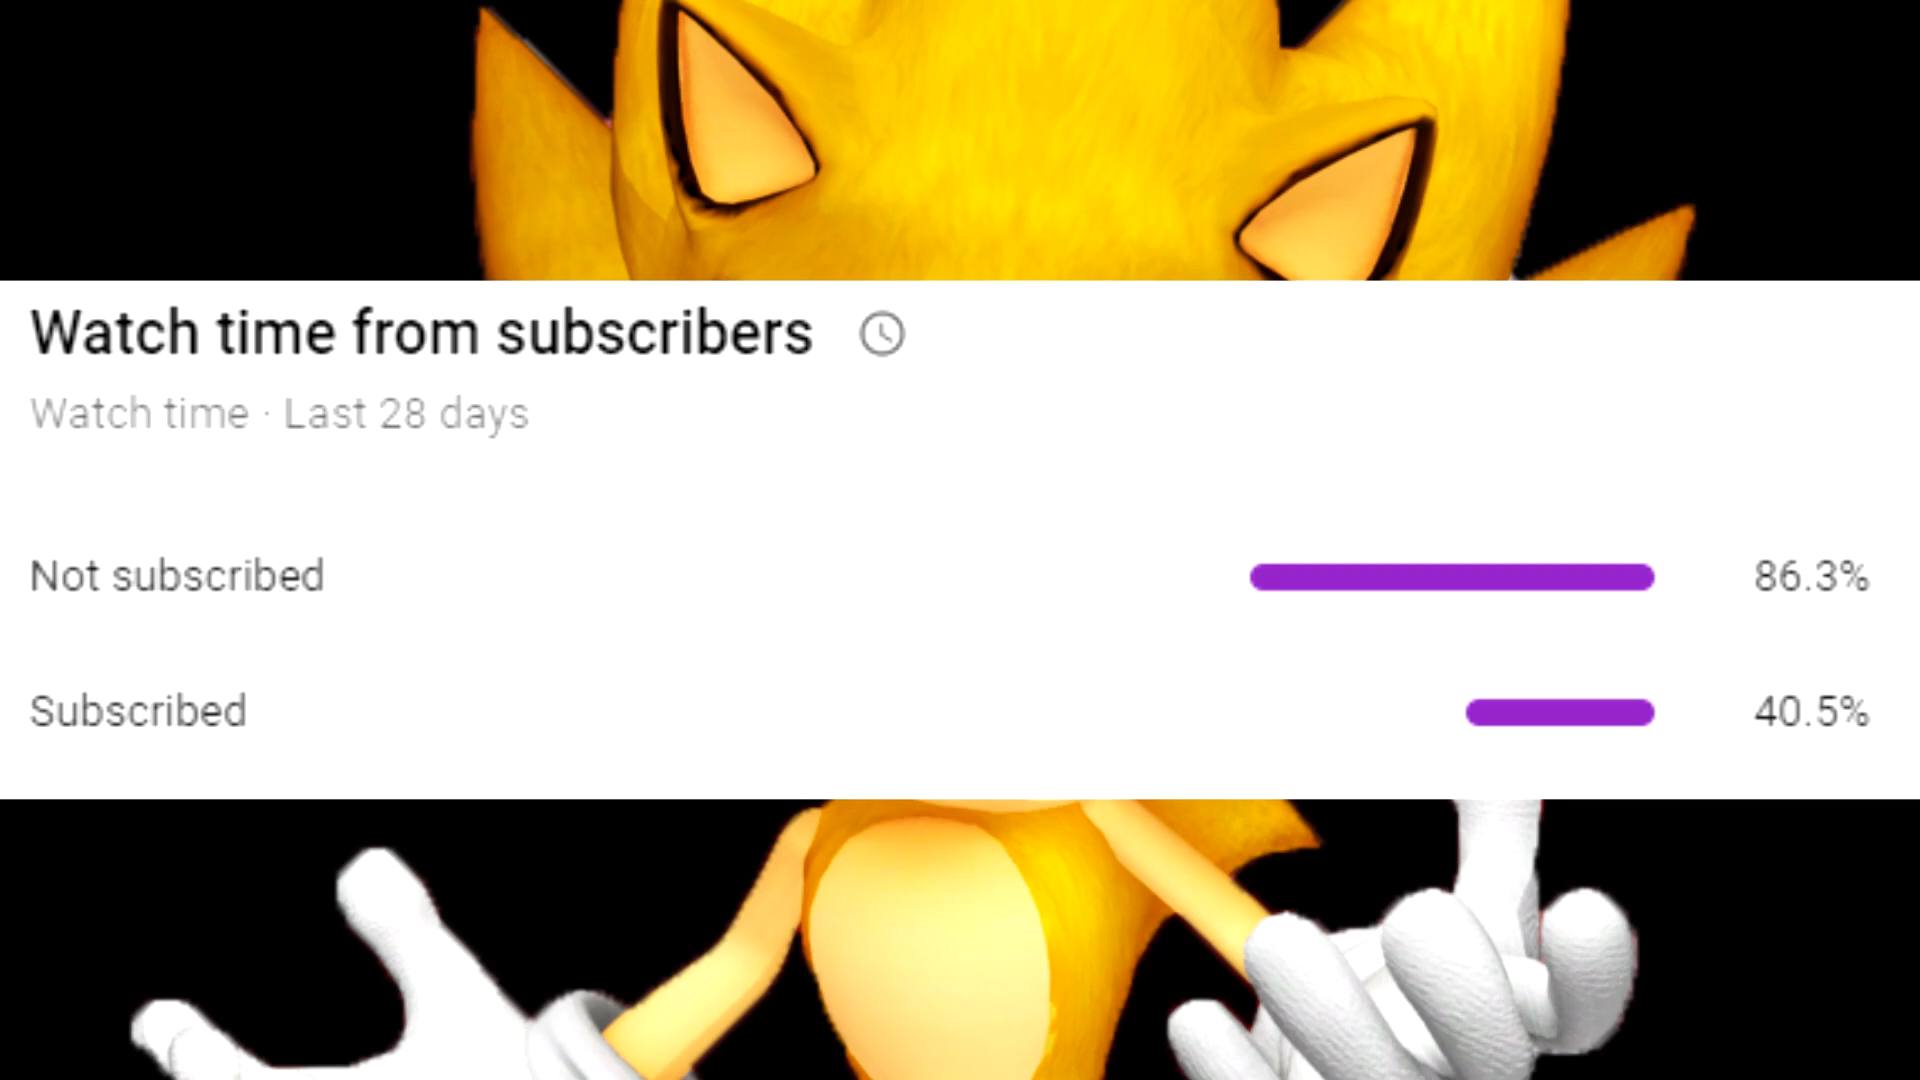 Watch time from subscribers
Watch time · Last 28 days
Not subscribed 86.3%
Subscribed 40.5%